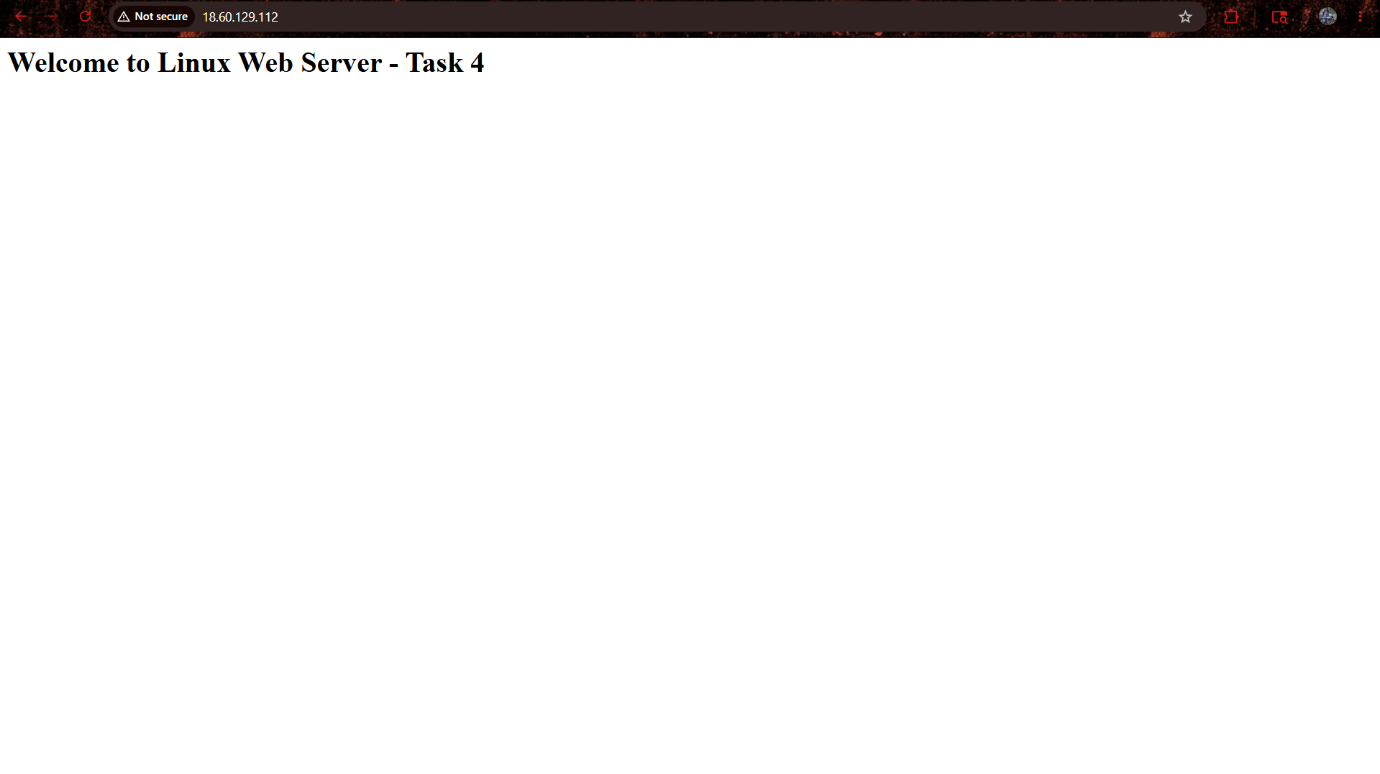 Not secure 18.60.129.112
Welcome to Linux Web Server - Task 4